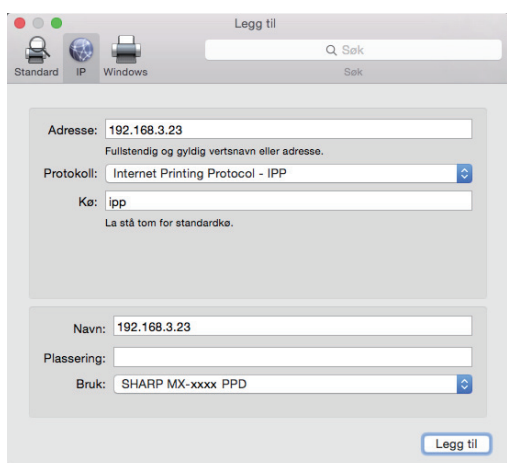 Legg til
Søk
Standard IP Windows Søk
Adresse: 192.168.3.23
Fullstendig og gyldig vertsnavn eller adresse.
Protokoll: Internet Printing Protocol - IPP
Kø: ipp
La stå tom for standardkø.
Navn: 192.168.3.23
Plassering:
Bruk: SHARP MX-xxxx PPD
Legg til